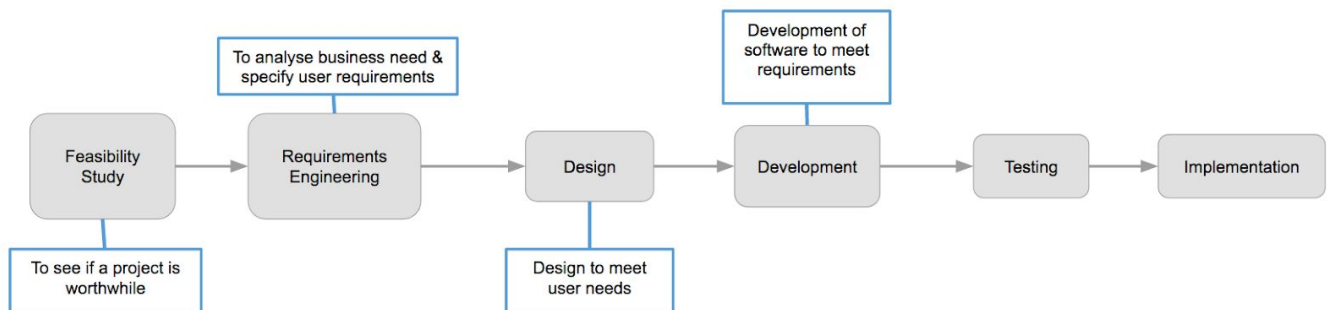 To analyse business need &
specify user requirements
Development of
software to meet
requirements
Feasibility
Study
Requirements
Engineering
Design
Development
Testing
Implementation
To see if a project is
worthwhile
Design to meet
user needs